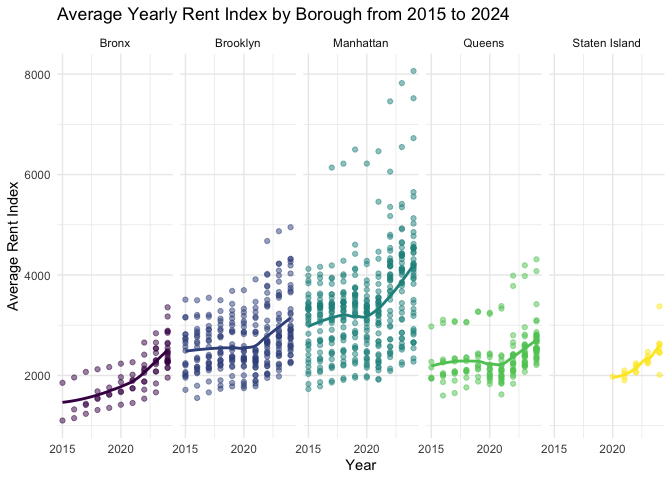 Average Yearly Rent Index by Borough from 2015 to 2024
Bronx Brooklyn Manhattan Queens Staten Island
8000
6000
4000
2000
Average Rent Index
2015 2020 2015 2020 2015 2020 2015 2020 2015 2020
Year